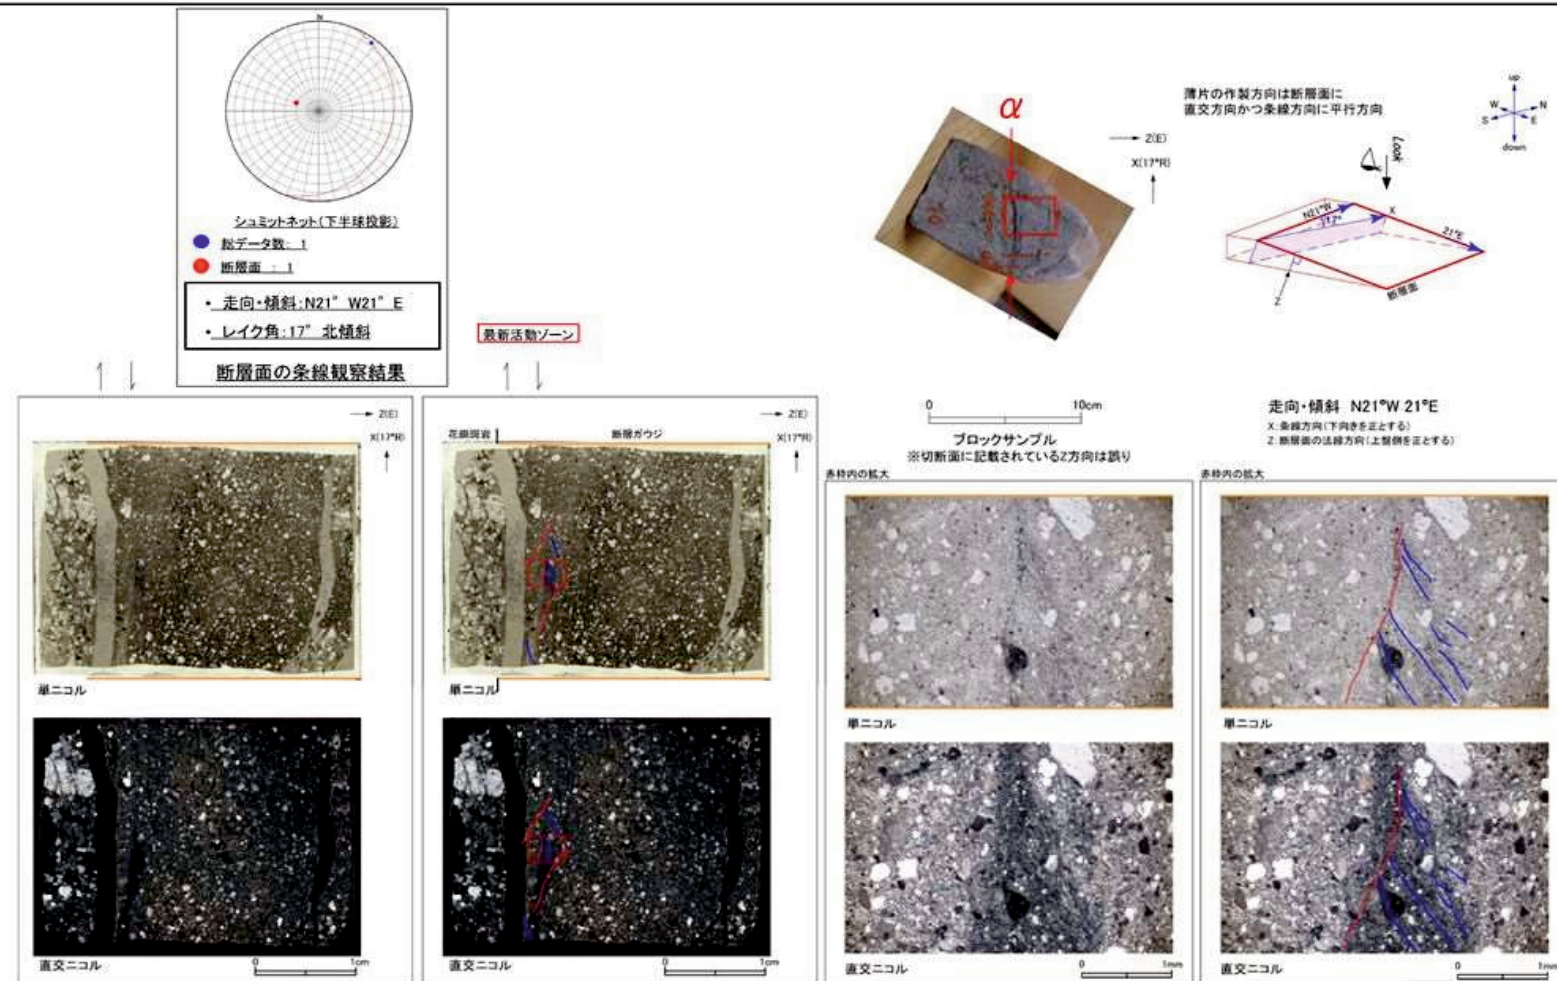 N
シュミットネット(下半球投影)
総データ数: 1
断層面 : 1
・ 走向・傾斜:N21° W21° E
・ レイク角:17° 北傾斜
断層面の条線観察結果
最新活動ゾーン
α
Z(E)
X(17°R)
薄片の作製方向は断層面に
直交方向かつ条線方向に平行方向
up
W
N
S
E
down
Look
N21°W
X
17°
21°E
Z
断層面
0
10cm
ブロックサンプル
※切断面に記載されているZ方向は誤り
走向・傾斜 N21°W 21°E
X: 条線方向(下向きを正とする)
Z: 断層面の法線方向(上盤側を正とする)
Z(E)
X(17°R)
単ニコル
直交ニコル
0
1cm
Z(E)
花崗斑岩
断層ガウジ
X(17°R)
単ニコル
直交ニコル
0
1cm
赤枠内の拡大
単ニコル
直交ニコル
0
1mm
赤枠内の拡大
単ニコル
直交ニコル
0
1mm